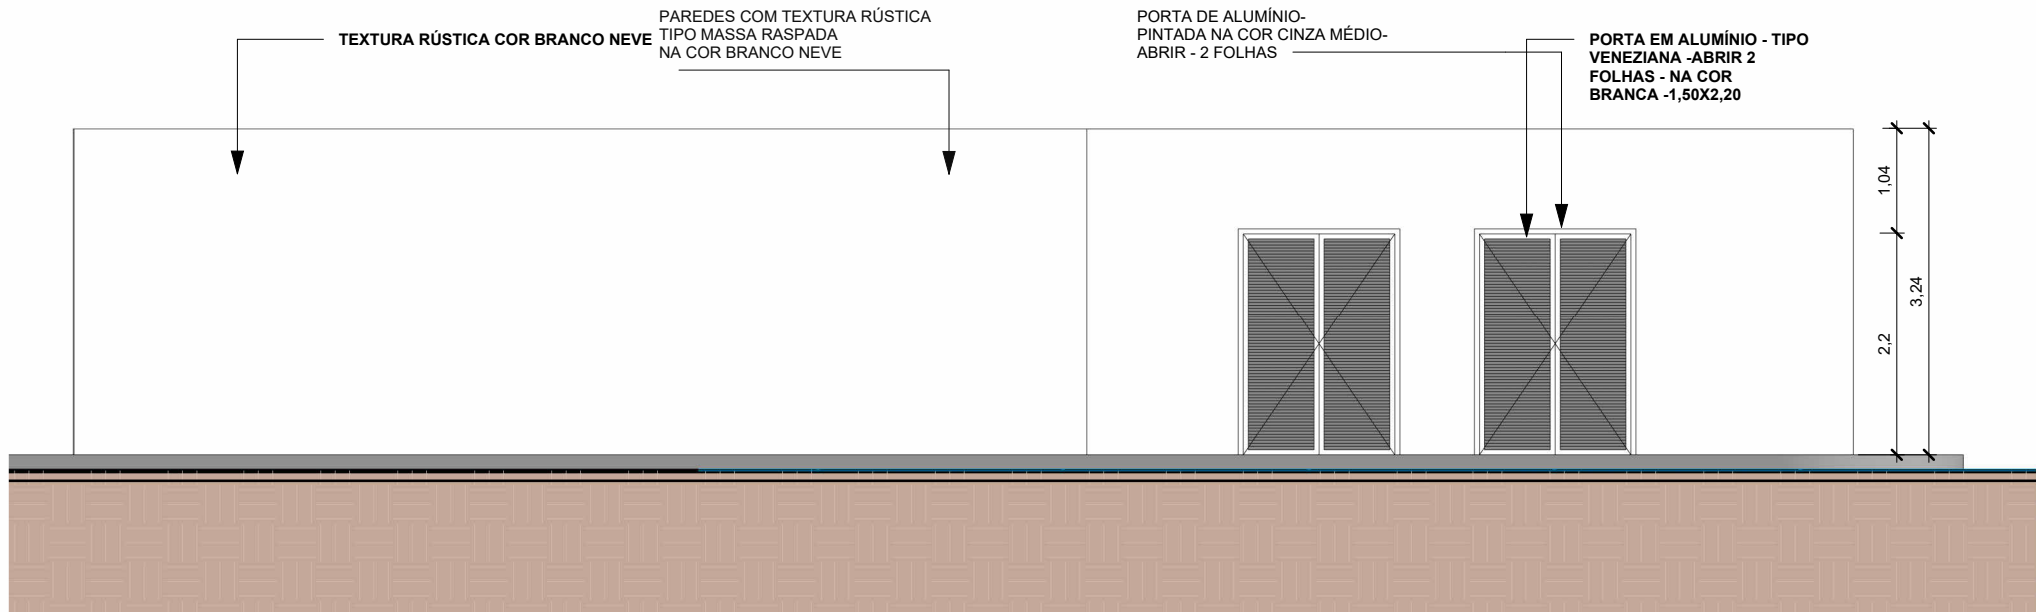 TEXTURA RÚSTICA COR BRANCO NEVE
PAREDES COM TEXTURA RÚSTICA
TIPO MASSA RASPADA
NA COR BRANCO NEVE
PORTA DE ALUMÍNIO-
PINTADA NA COR CINZA MÉDIO-
ABRIR - 2 FOLHAS
PORTA EM ALUMÍNIO - TIPO
VENEZIANA -ABRIR 2
FOLHAS - NA COR
BRANCA -1,50X2,20
1,04
3,24
2,2